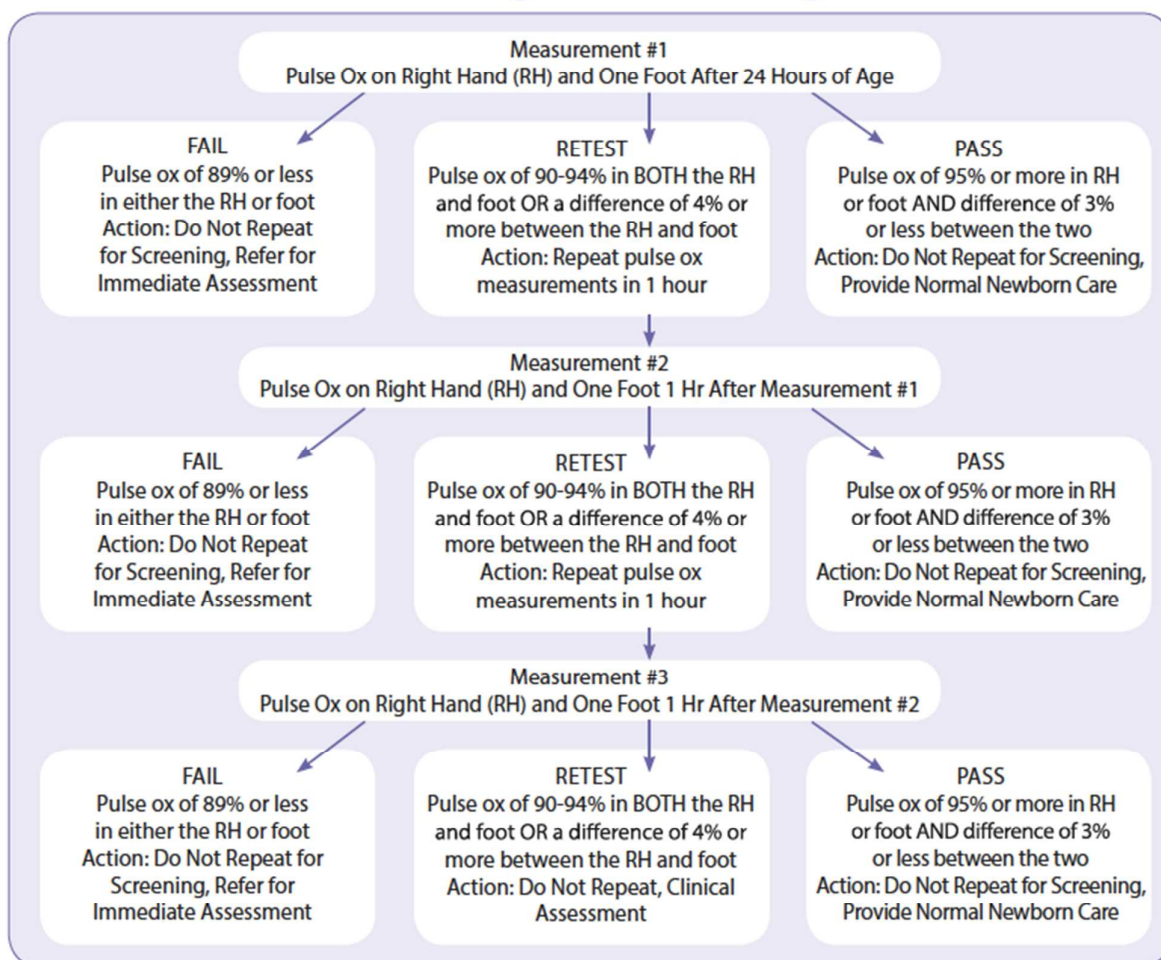 Measurement #1
Pulse Ox on Right Hand (RH) and One Foot After 24 Hours of Age
FAIL
Pulse ox of 89% or less
in either the RH or foot
Action: Do Not Repeat
for Screening, Refer for
Immediate Assessment
RETEST
Pulse ox of 90-94% in BOTH the RH
and foot OR a difference of 4% or
more between the RH and foot
Action: Repeat pulse ox
measurements in 1 hour
PASS
Pulse ox of 95% or more in RH
or foot AND difference of 3%
or less between the two
Action: Do Not Repeat for Screening,
Provide Normal Newborn Care
Measurement #2
Pulse Ox on Right Hand (RH) and One Foot 1 Hr After Measurement #1
FAIL
Pulse ox of 89% or less
in either the RH or foot
Action: Do Not Repeat
for Screening, Refer for
Immediate Assessment
RETEST
Pulse ox of 90-94% in BOTH the RH
and foot OR a difference of 4% or
more between the RH and foot
Action: Repeat pulse ox
measurements in 1 hour
PASS
Pulse ox of 95% or more in RH
or foot AND difference of 3%
or less between the two
Action: Do Not Repeat for Screening,
Provide Normal Newborn Care
Measurement #3
Pulse Ox on Right Hand (RH) and One Foot 1 Hr After Measurement #2
FAIL
Pulse ox of 89% or less
in either the RH or foot
Action: Do Not Repeat for
Screening, Refer for
Immediate Assessment
RETEST
Pulse ox of 90-94% in BOTH the RH
and foot OR a difference of 4% or
more between the RH and foot
Action: Do Not Repeat, Clinical
Assessment
PASS
Pulse ox of 95% or more in RH
or foot AND difference of 3%
or less between the two
Action: Do Not Repeat for Screening,
Provide Normal Newborn Care